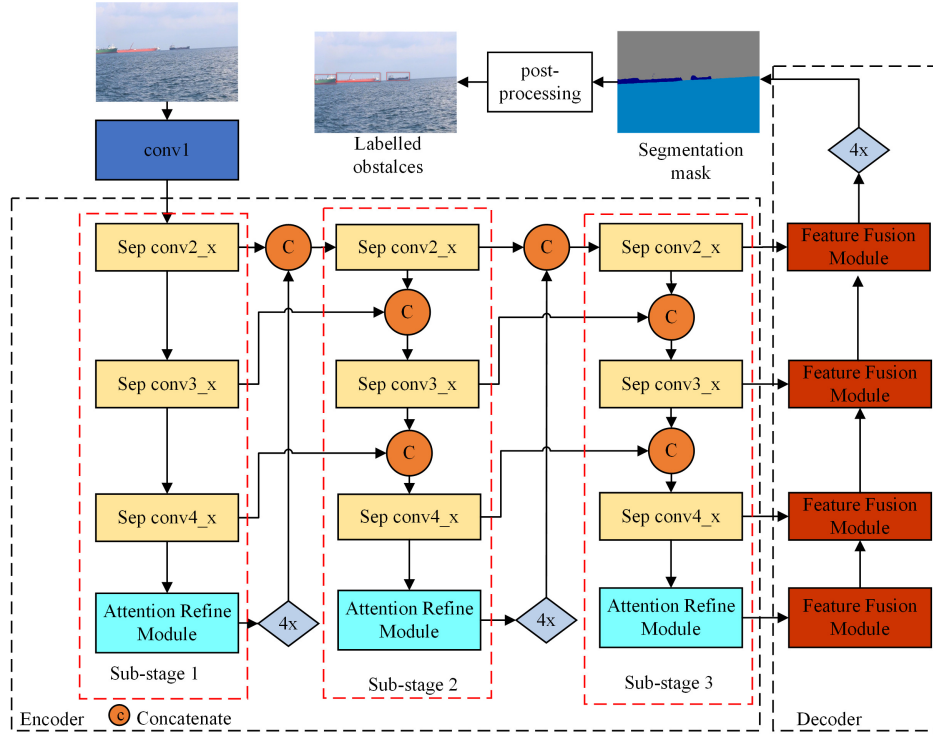 post-
processing
Labelled
obstalces
Segmentation
mask
conv1
4x
Sep conv2_x
C
Sep conv2_x
C
Sep conv2_x
Feature Fusion
Module
C
C
Sep conv3_x
Sep conv3_x
Sep conv3_x
Feature Fusion
Module
C
C
Sep conv4_x
Sep conv4_x
Sep conv4_x
Feature Fusion
Module
Attention Refine
Module
4x
Attention Refine
Module
4x
Attention Refine
Module
Feature Fusion
Module
Sub-stage 1
Sub-stage 2
Sub-stage 3
Encoder
c
Concatenate
Decoder